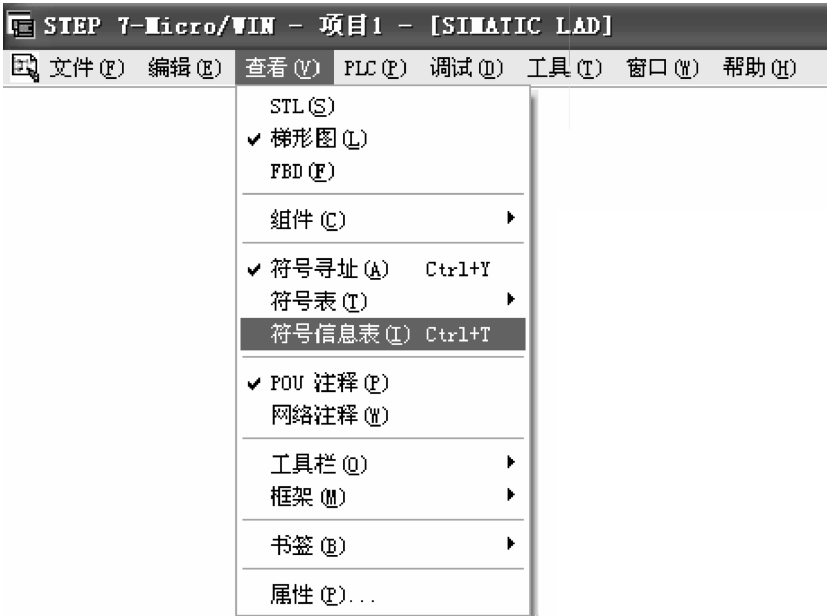 STEP 7-Micro/WIN - 项目1 - [SIMATIC LAD]
文件(F) 编辑(E) 查看(V) PLC(P) 调试(D) 工具(T) 窗口(W) 帮助(H)
STL(S)
✓ 梯形图(L)
FBD(F)
组件(C)
✓ 符号寻址(A) Ctrl+Y
符号表(T)
符号信息表(I) Ctrl+T
✓ POU 注释(P)
网络注释(W)
工具栏(O)
框架(M)
书签(B)
属性(P)...